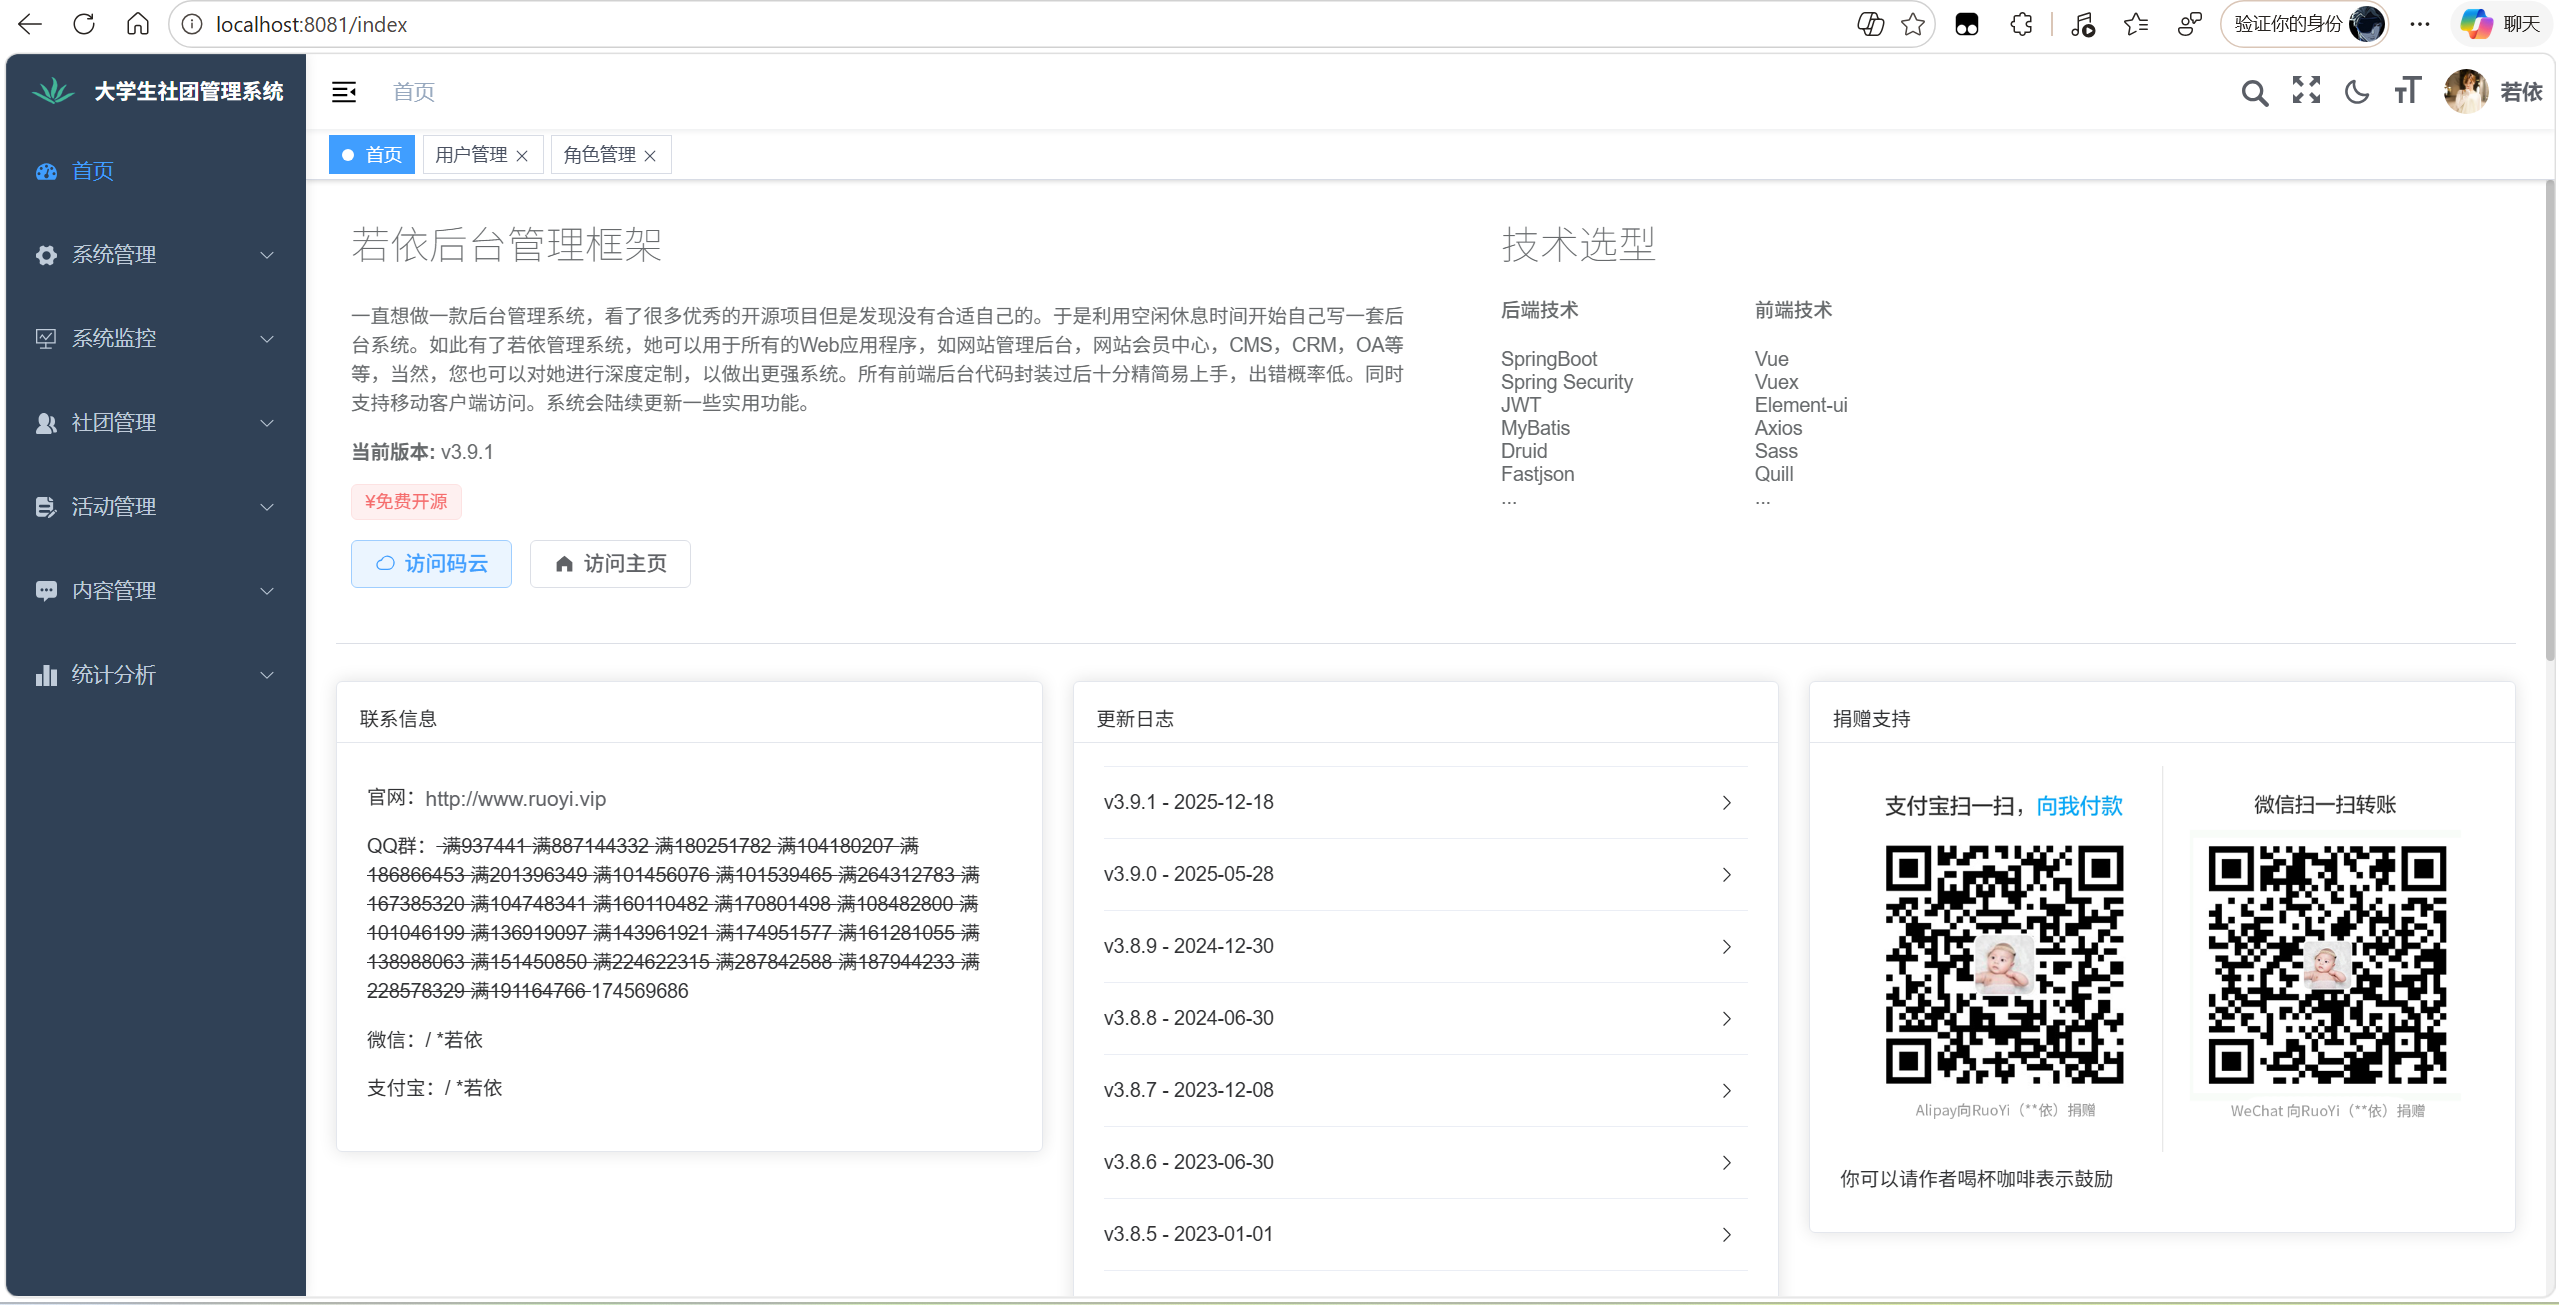 localhost:8081/index
验证你的身份
聊天
大学生社团管理系统
首页
若依
首页
系统管理
系统监控
社团管理
活动管理
内容管理
统计分析
首页
用户管理
角色管理
若依后台管理框架
一直想做一款后台管理系统，看了很多优秀的开源项目但是发现没有合适自己的。于是利用空闲休息时间开始自己写一套后
台系统。如此有了若依管理系统，她可以用于所有的Web应用程序，如网站管理后台，网站会员中心，CMS，CRM，OA等
等，当然，您也可以对她进行深度定制，以做出更强系统。所有前端后台代码封装过后十分精简易上手，出错概率低。同时
支持移动客户端访问。系统会陆续更新一些实用功能。
当前版本: v3.9.1
¥免费开源
访问码云
访问主页
技术选型
后端技术
SpringBoot
Spring Security
JWT
MyBatis
Druid
Fastjson
...
前端技术
Vue
Vuex
Element-ui
Axios
Sass
Quill
...
联系信息
官网：http://www.ruoyi.vip
QQ群： 满937441 满887144332 满180251782 满104180207 满
186866453 满201396349 满101456076 满101539465 满264312783 满
167385320 满104748341 满160110482 满170801498 满108482800 满
101046199 满136919097 满143961921 满174951577 满161281055 满
138988063 满151450850 满224622315 满287842588 满187944233 满
228578329 满191164766 174569686
微信：/ *若依
支付宝：/ *若依
更新日志
v3.9.1 - 2025-12-18
v3.9.0 - 2025-05-28
v3.8.9 - 2024-12-30
v3.8.8 - 2024-06-30
v3.8.7 - 2023-12-08
v3.8.6 - 2023-06-30
v3.8.5 - 2023-01-01
捐赠支持
支付宝扫一扫，向我付款
Alipay向RuoYi（**依）捐赠
微信扫一扫转账
WeChat 向RuoYi（**依）捐赠
你可以请作者喝杯咖啡表示鼓励